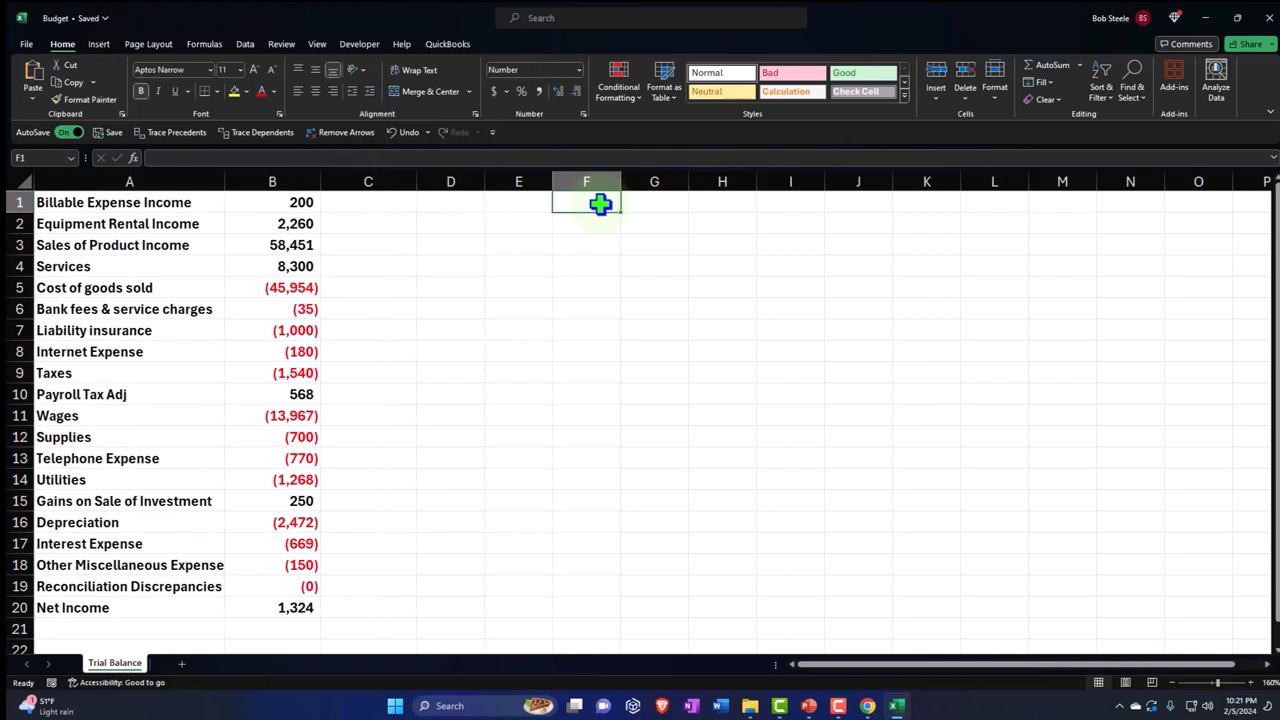 Budget • Saved
Search
Bob Steele BS
File Home Insert Page Layout Formulas Data Review View Developer Help QuickBooks
Comments Share
Paste
Cut
Copy
Format Painter
Clipboard
Aptos Narrow 11
B I U
Font
Wrap Text
Merge & Center
Alignment
Number
$ % ,
Number
Conditional Formatting
Format as Table
Normal Bad Good
Neutral Calculation Check Cell
Styles
Insert Delete Format
Cells
AutoSum
Fill
Clear
Sort & Filter
Find & Select
Editing
Add-ins
Add-ins
Analyze Data
AutoSave On Save Trace Precedents Trace Dependents Remove Arrows Undo Redo
F1 fx
A B C D E F G H I J K L M N O P
1 Billable Expense Income 200
2 Equipment Rental Income 2,260
3 Sales of Product Income 58,451
4 Services 8,300
5 Cost of goods sold (45,954)
6 Bank fees & service charges (35)
7 Liability insurance (1,000)
8 Internet Expense (180)
9 Taxes (1,540)
10 Payroll Tax Adj 568
11 Wages (13,967)
12 Supplies (700)
13 Telephone Expense (770)
14 Utilities (1,268)
15 Gains on Sale of Investment 250
16 Depreciation (2,472)
17 Interest Expense (669)
18 Other Miscellaneous Expense (150)
19 Reconciliation Discrepancies (0)
20 Net Income 1,324
21
22
Trial Balance
Ready Accessibility: Good to go 160%
1
51°F
Light rain
Search
10:21 PM
2/5/2024